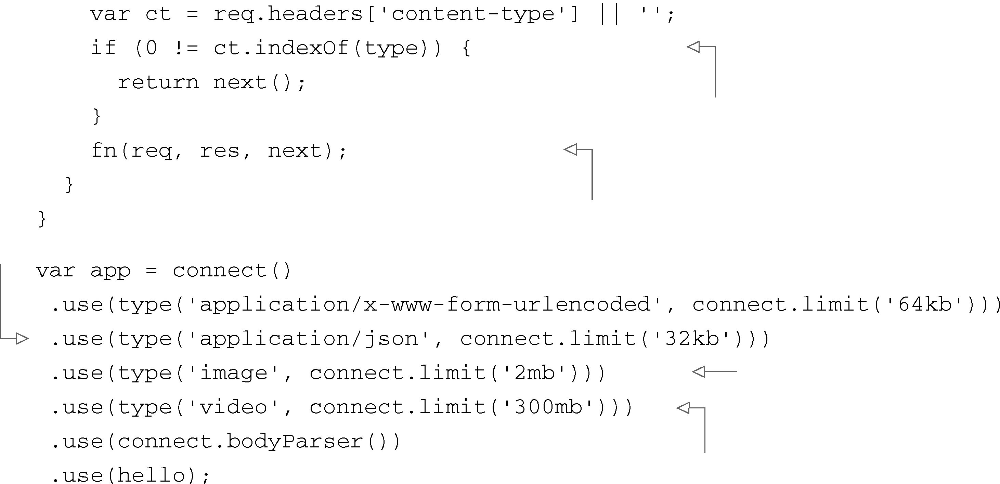 var ct = req.headers['content-type'] || '';
if (0 != ct.indexOf(type)) {
return next();
}
fn(req, res, next);
}
}
var app = connect()
.use(type('application/x-www-form-urlencoded', connect.limit('64kb')))
.use(type('application/json', connect.limit('32kb')))
.use(type('image', connect.limit('2mb')))
.use(type('video', connect.limit('300mb')))
.use(connect.bodyParser())
.use(hello);